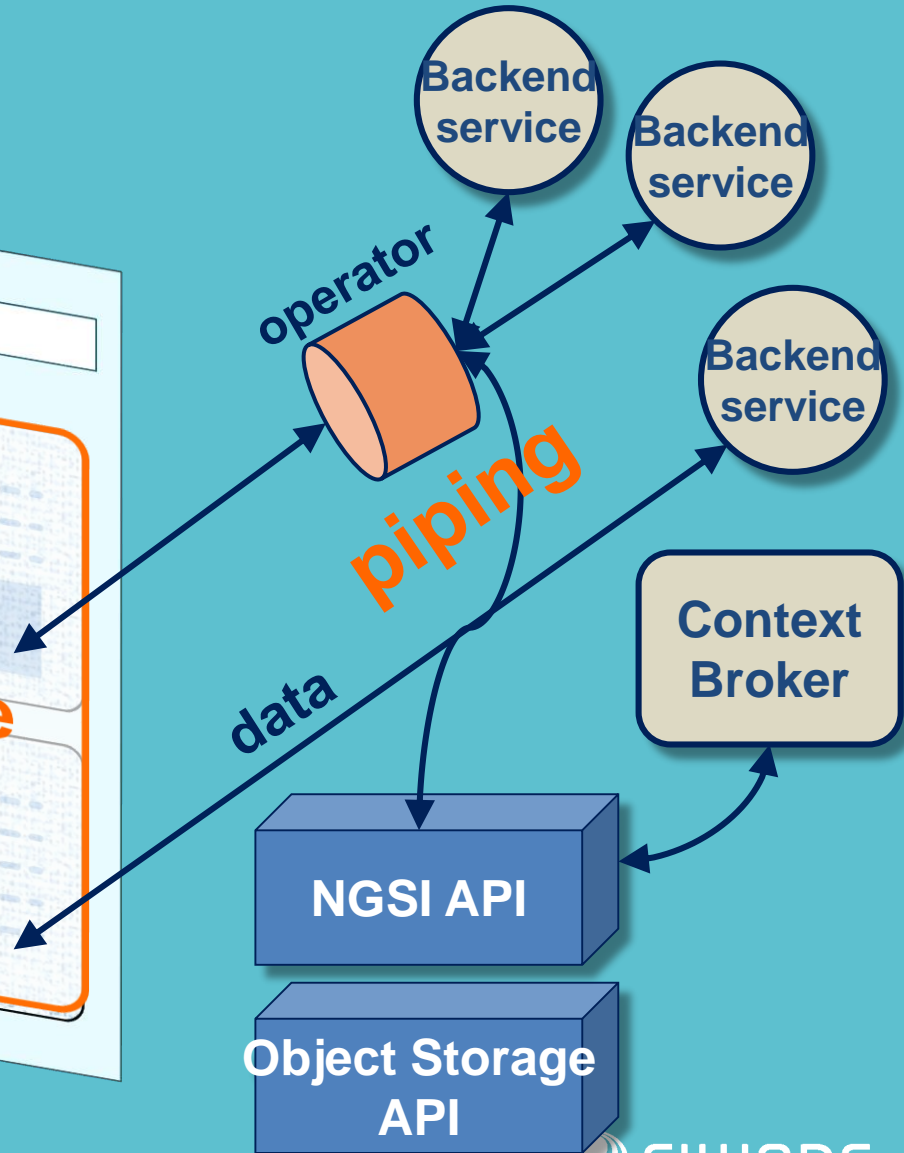 Backend
service
Backend
service
operator
Backend
service
piping
Context
Broker
data
NGSI API
Object Storage
API